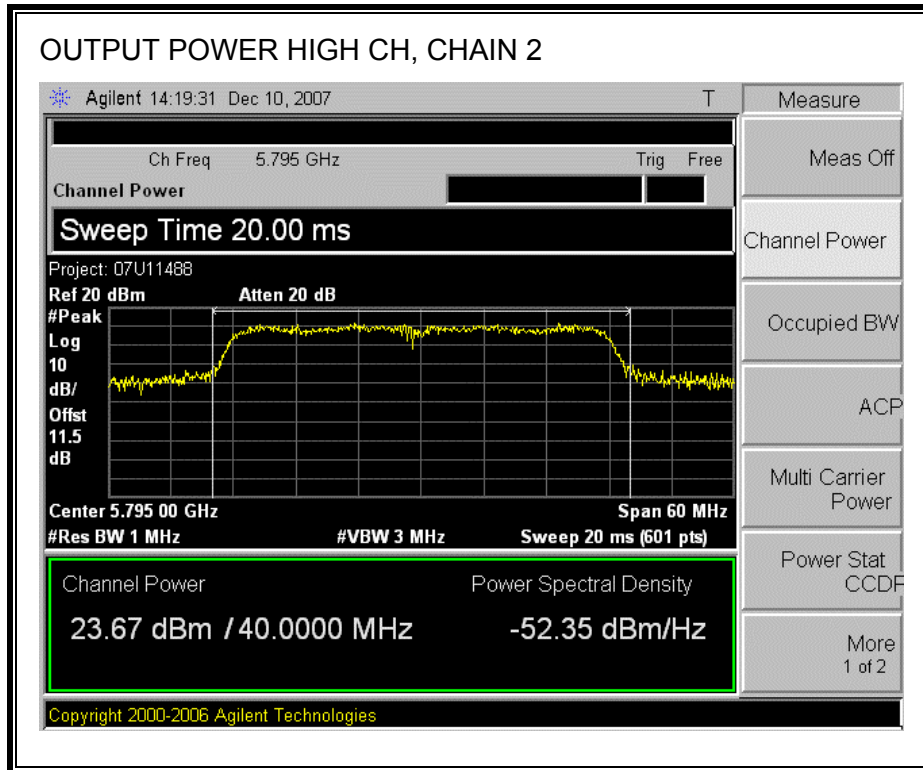 OUTPUT POWER HIGH CH, CHAIN 2
Agilent 14:19:31 Dec 10, 2007 T
Measure
Ch Freq 5.795 GHz Trig Free
Channel Power
Sweep Time 20.00 ms
Project: 07U11488
Ref 20 dBm Atten 20 dB
#Peak
Log
10
dB/
Offst
11.5
dB
Center 5.795 00 GHz Span 60 MHz
#Res BW 1 MHz #VBW 3 MHz Sweep 20 ms (601 pts)
Channel Power Power Spectral Density
23.67 dBm / 40.0000 MHz -52.35 dBm/Hz
Copyright 2000-2006 Agilent Technologies
Meas Off
Channel Power
Occupied BW
ACP
Multi Carrier
Power
Power Stat
CCDF
More
1 of 2